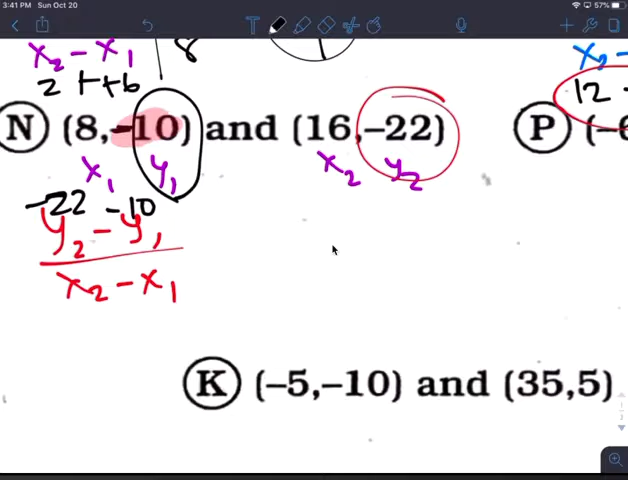 3:41 PM Sun Oct 20
57%
T
x₂ - x₁
8
2 + +6
12
N (8,-10) and (16,-22)
P (-6
x₁ y₁ x₂ y₂
-22 -10
y₂ - y₁
x₂ - x₁
K (-5,-10) and (35,5)